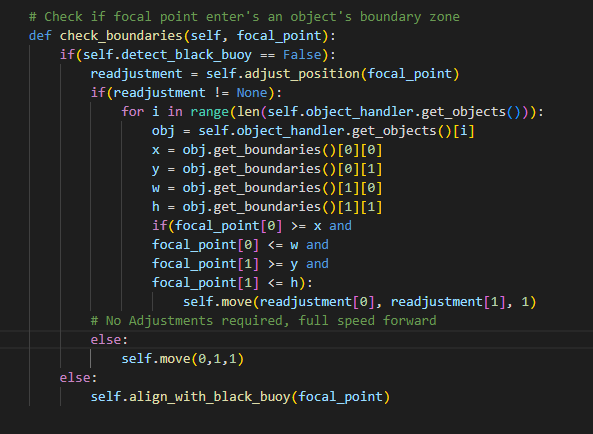 # Check if focal point enter's an object's boundary zone
def check_boundaries(self, focal_point):
    if(self.detect_black_buoy == False):
        readjustment = self.adjust_position(focal_point)
        if(readjustment != None):
            for i in range(len(self.object_handler.get_objects())):
                obj = self.object_handler.get_objects()[i]
                x = obj.get_boundaries()[0][0]
                y = obj.get_boundaries()[0][1]
                w = obj.get_boundaries()[1][0]
                h = obj.get_boundaries()[1][1]
                if(focal_point[0] >= x and
                focal_point[0] <= w and
                focal_point[1] >= y and
                focal_point[1] <= h):
                    self.move(readjustment[0], readjustment[1], 1)
        # No Adjustments required, full speed forward
        else:
            self.move(0,1,1)
    else:
        self.align_with_black_buoy(focal_point)